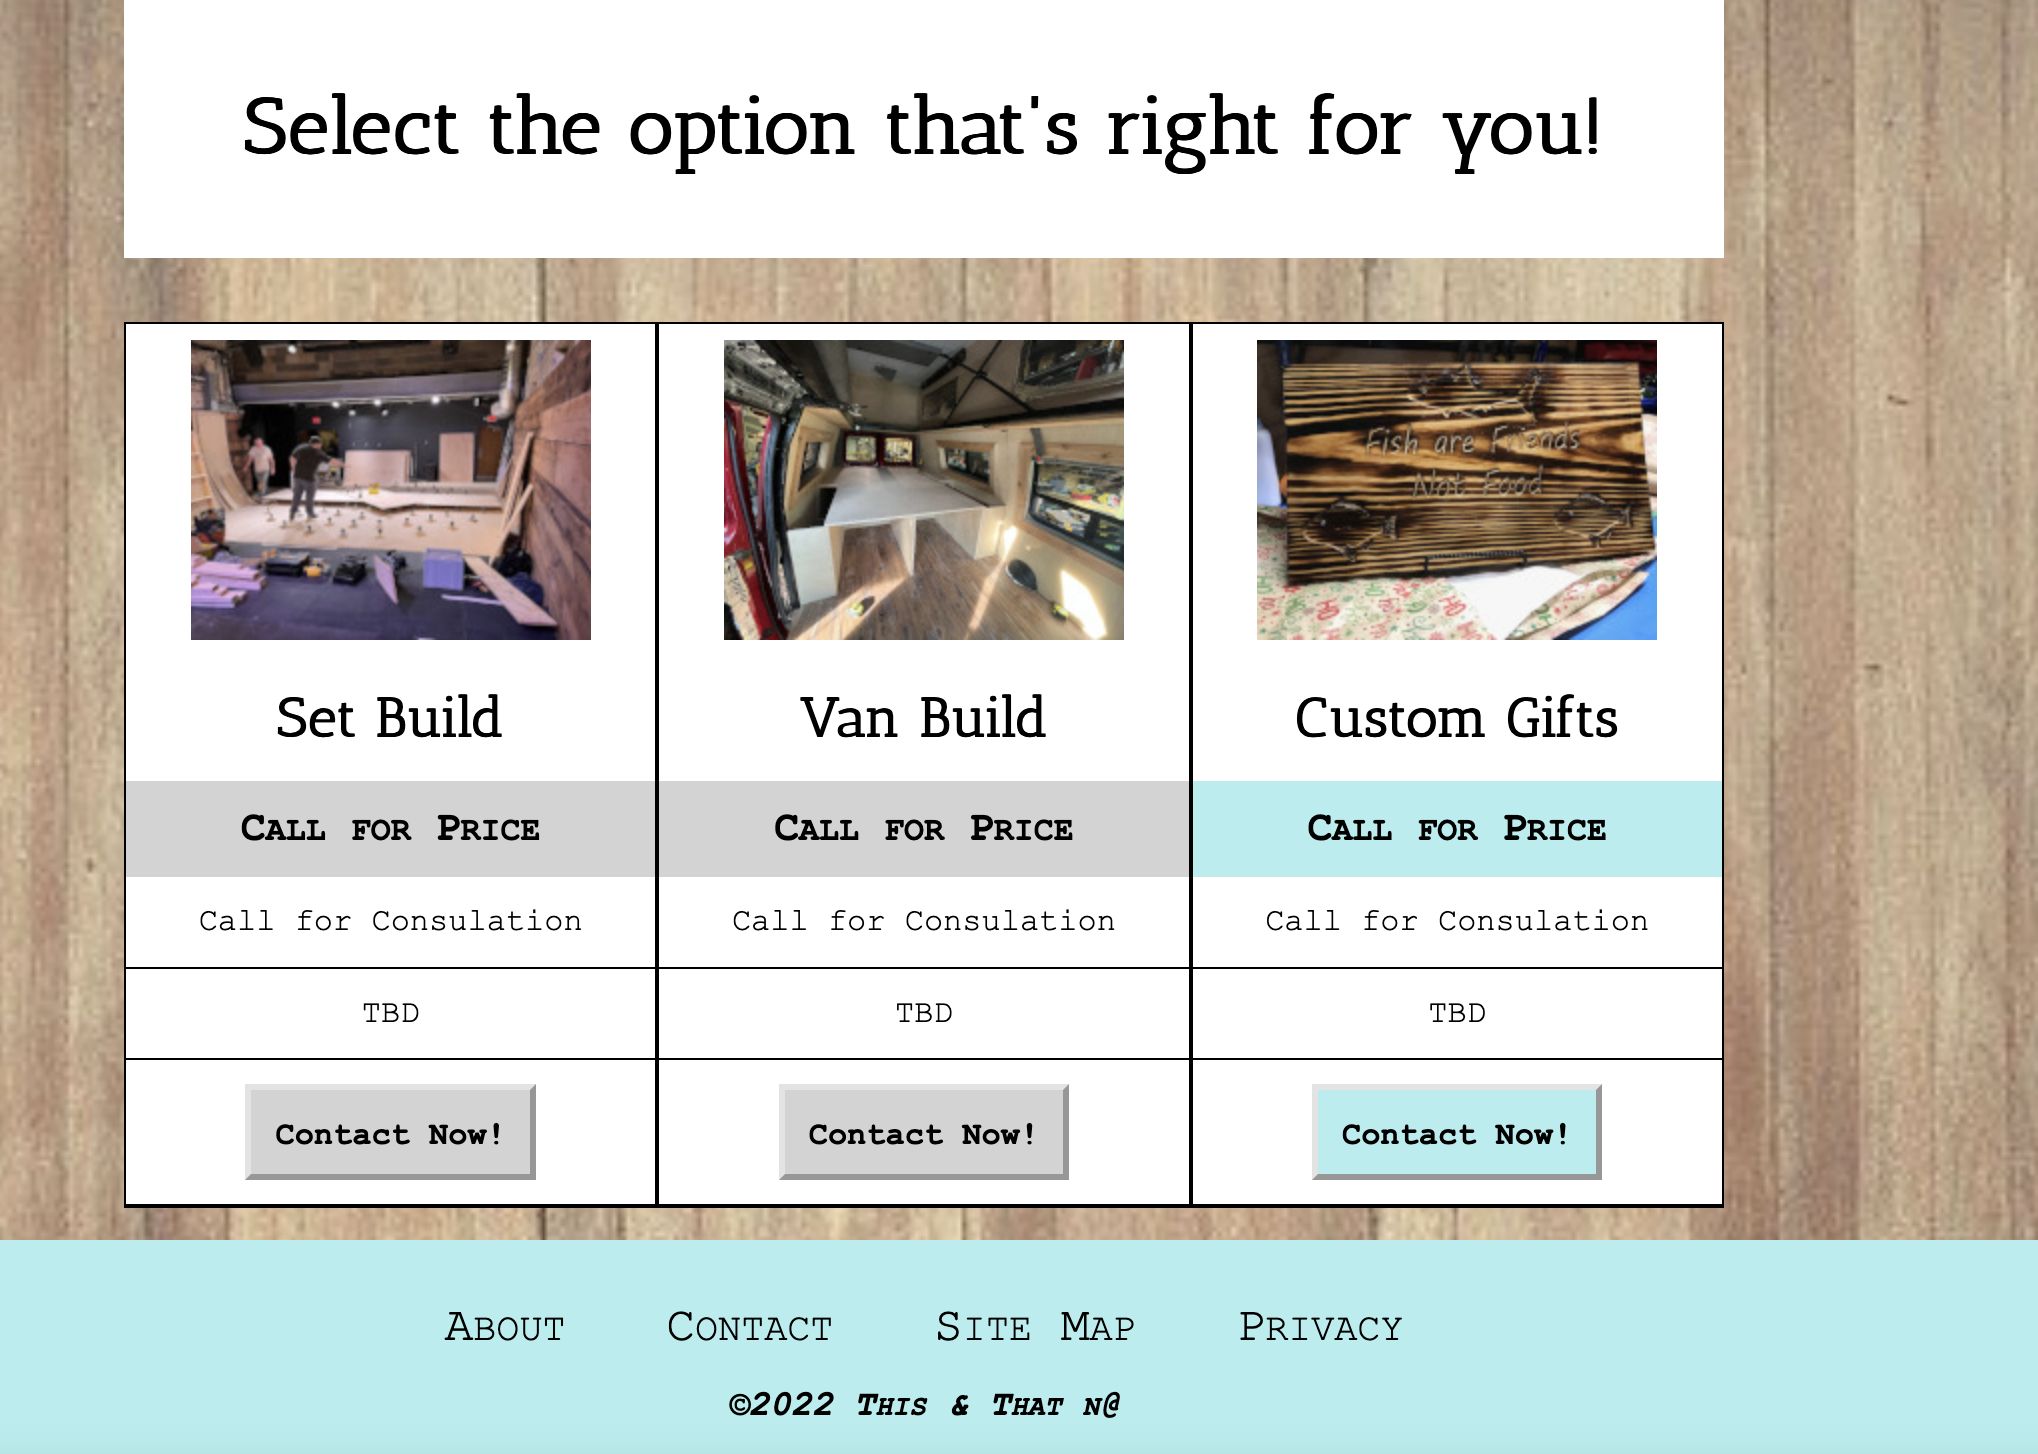 Select the option that's right for you!
Fish are Friends
Not Food
Set Build
Van Build
Custom Gifts
Call for Price
Call for Price
Call for Price
Call for Consulation
Call for Consulation
Call for Consulation
TBD
TBD
TBD
Contact Now!
Contact Now!
Contact Now!
About
Contact
Site Map
Privacy
©2022 This & That n@